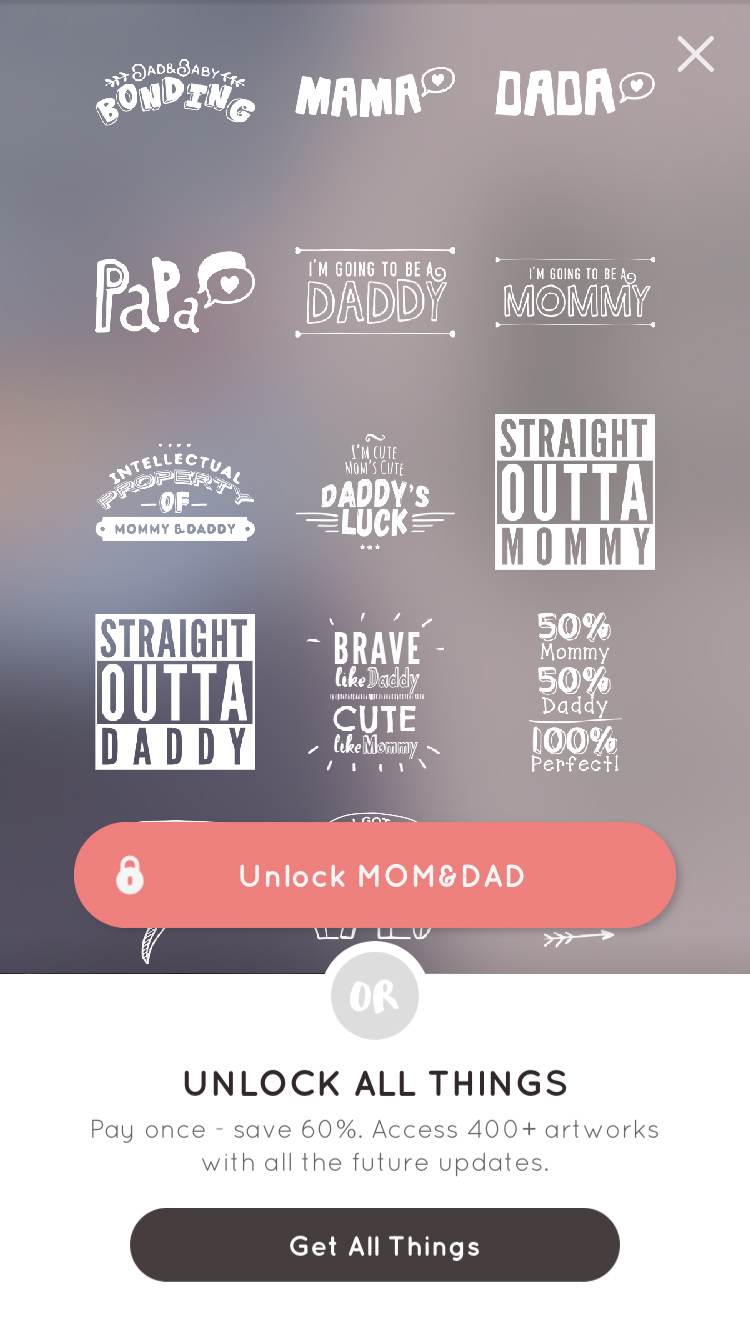 DAD&BABY
BONDING
MAMA
DADA
PaPa
I'M GOING TO BE A
DADDY
I'M GOING TO BE A
MOMMY
INTELLECTUAL
PROPERTY
OF
MOMMY & DADDY
I'M CUTE
MOM'S CUTE
DADDY'S
LUCK
STRAIGHT
OUTTA
MOMMY
STRAIGHT
OUTTA
DADDY
BRAVE
like Daddy
CUTE
like Mommy
50%
Mommy
50%
Daddy
100%
Perfect!
I GOT
Unlock MOM&DAD
OR
UNLOCK ALL THINGS
Pay once - save 60%. Access 400+ artworks
with all the future updates.
Get All Things